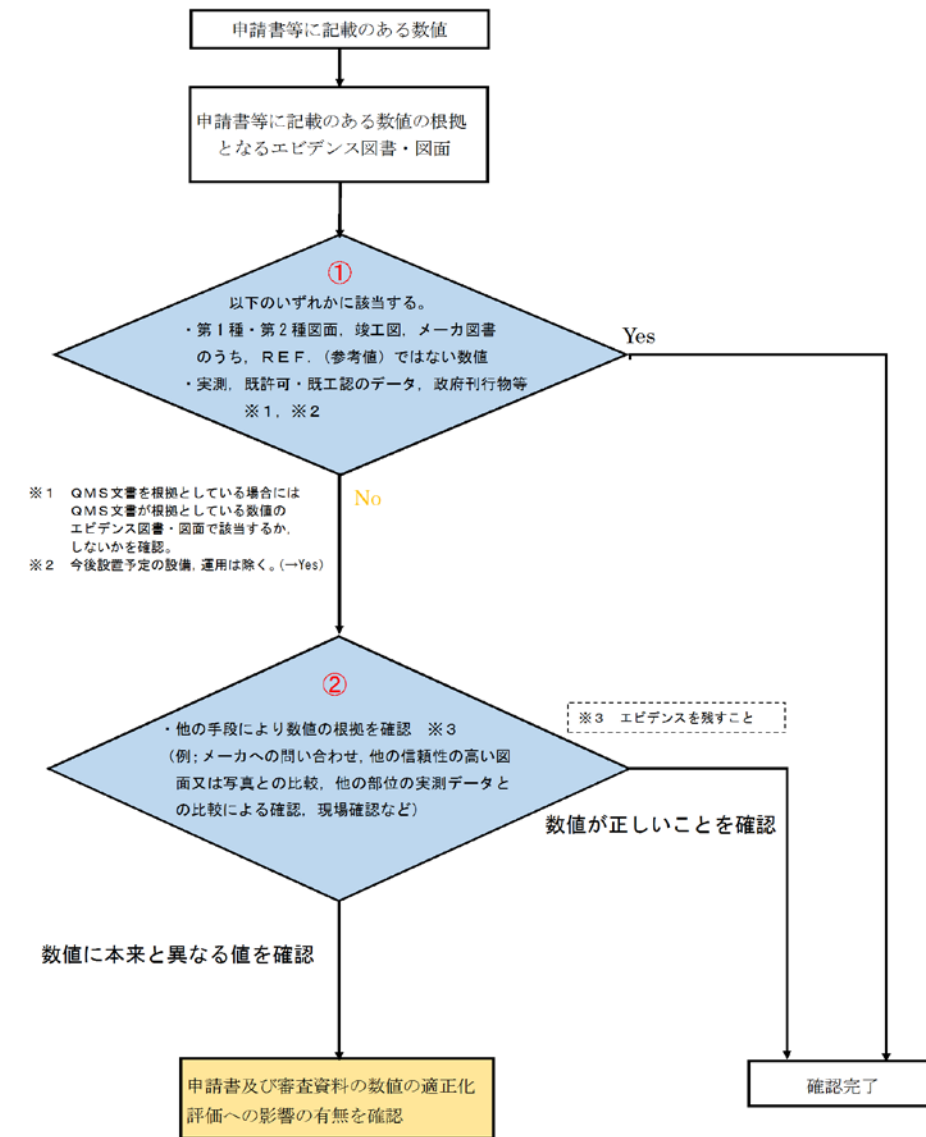 申請書等に記載のある数値
申請書等に記載のある数値の根拠
となるエビデンス図書・図面
①
以下のいずれかに該当する。
・第1種・第2種図面，竣工図，メーカ図書
のうち，ＲＥＦ．（参考値）ではない数値
・実測，既許可・既工認のデータ，政府刊行物等
※1，※2
Yes
No
※1　ＱＭＳ文書を根拠としている場合には
ＱＭＳ文書が根拠としている数値の
エビデンス図書・図面で該当するか，
しないかを確認。
※2　今後設置予定の設備，運用は除く。(→Yes)
②
・他の手段により数値の根拠を確認　※3
（例；メーカへの問い合わせ，他の信頼性の高い図
面又は写真との比較，他の部位の実測データと
の比較による確認，現場確認など）
※3　エビデンスを残すこと
数値が正しいことを確認
数値に本来と異なる値を確認
申請書及び審査資料の数値の適正化
評価への影響の有無を確認
確認完了